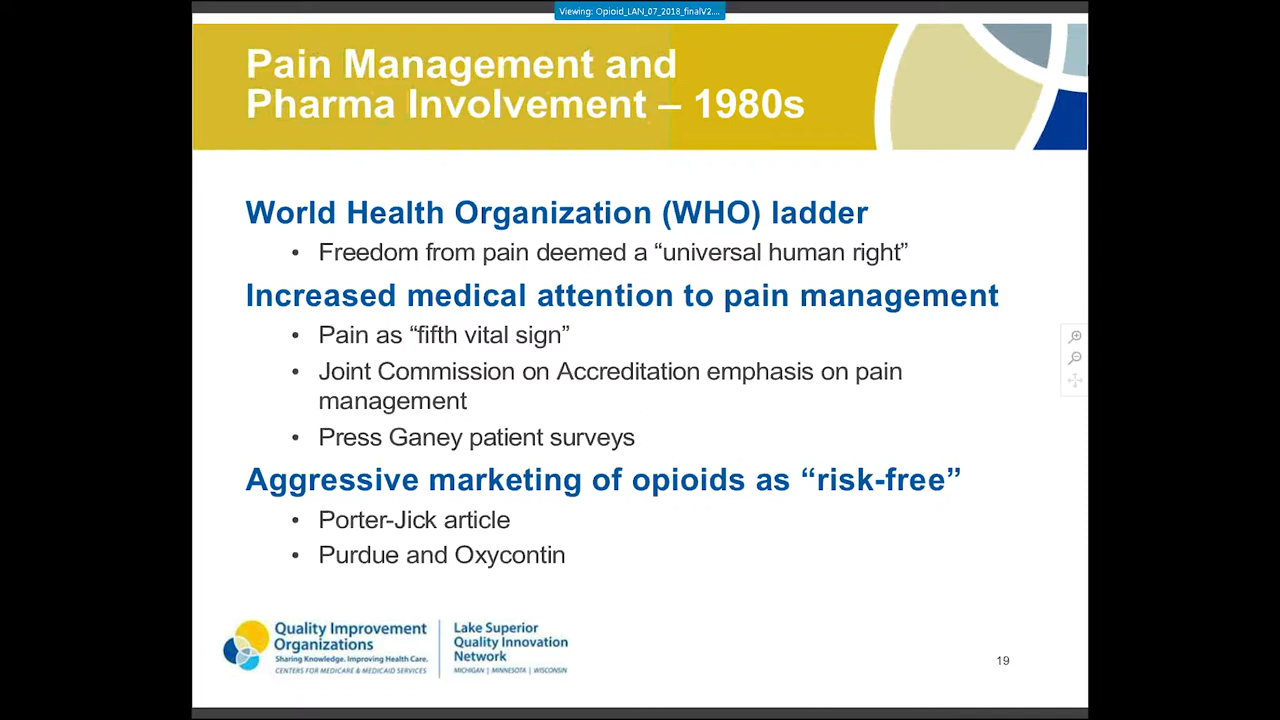 Viewing: Opioid_LAN_07_2018_finalV2....
Pain Management and
Pharma Involvement – 1980s
World Health Organization (WHO) ladder
• Freedom from pain deemed a “universal human right”
Increased medical attention to pain management
• Pain as “fifth vital sign”
• Joint Commission on Accreditation emphasis on pain
management
• Press Ganey patient surveys
Aggressive marketing of opioids as “risk-free”
• Porter-Jick article
• Purdue and Oxycontin
Quality Improvement
Organizations
Sharing Knowledge. Improving Health Care.
CENTERS FOR MEDICARE & MEDICAID SERVICES
Lake Superior
Quality Innovation
Network
MICHIGAN | MINNESOTA | WISCONSIN
19